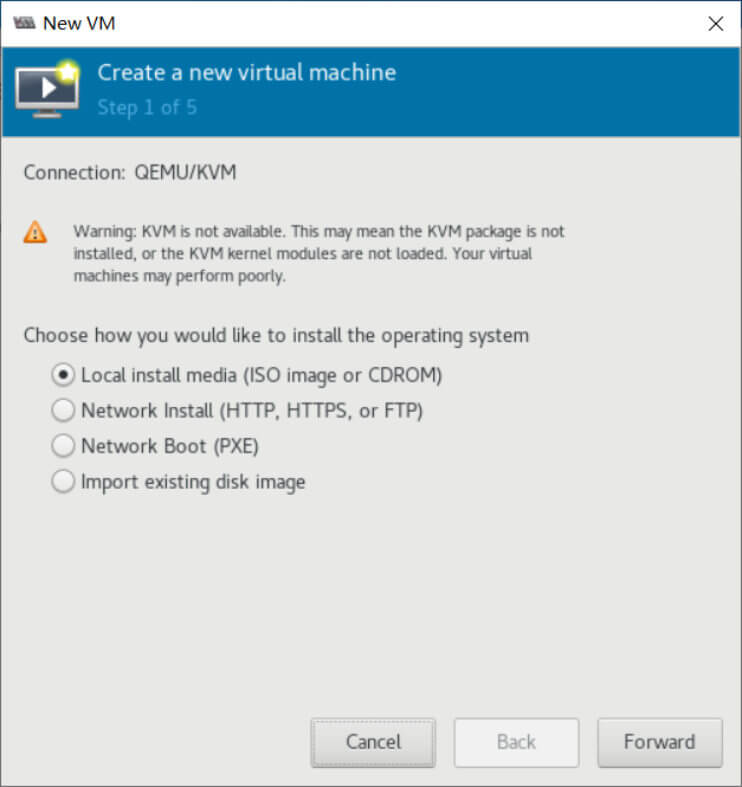 New VM
Create a new virtual machine
Step 1 of 5
Connection: QEMU/KVM
Warning: KVM is not available. This may mean the KVM package is not
installed, or the KVM kernel modules are not loaded. Your virtual
machines may perform poorly.
Choose how you would like to install the operating system
Local install media (ISO image or CDROM)
Network Install (HTTP, HTTPS, or FTP)
Network Boot (PXE)
Import existing disk image
Cancel Back Forward